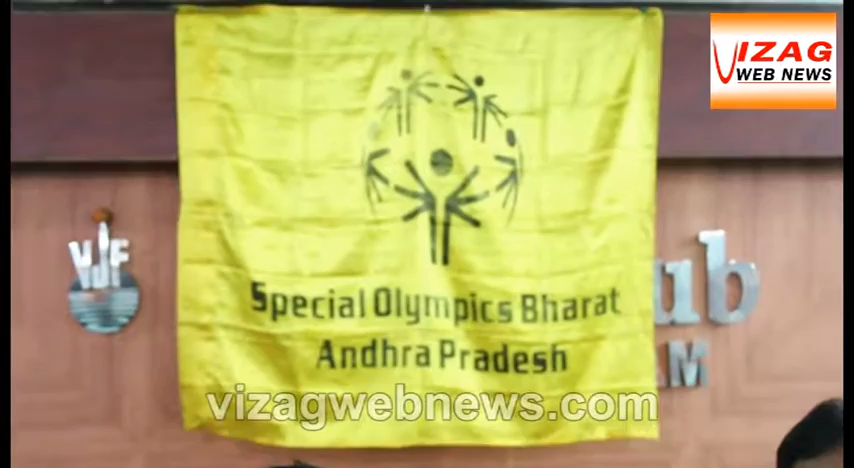 VIZAG
WEB NEWS
VJF
Special Olympics Bharat
Andhra Pradesh
ub
M
vizagwebnews.com